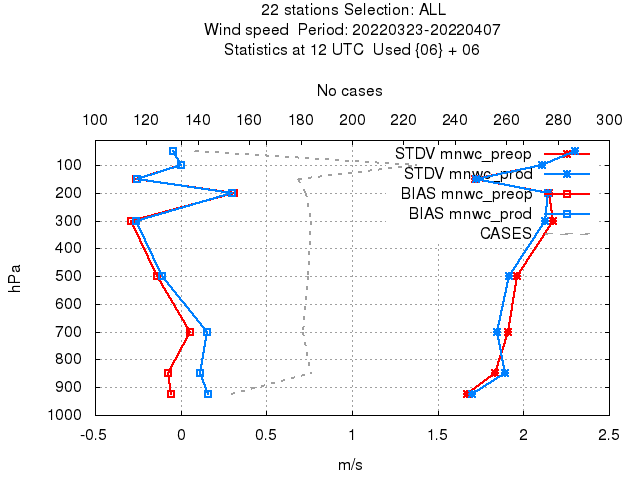 22 stations Selection: ALL
Wind speed  Period: 20220323-20220407
Statistics at 12 UTC  Used {06} + 06
No cases
100 120 140 160 180 200 220 240 260 280 300
STDV mnwc_preop
STDV mnwc_prod
BIAS mnwc_preop
BIAS mnwc_prod
CASES
100
200
300
400
500
600
700
800
900
1000
hPa
-0.5 0 0.5 1 1.5 2 2.5
m/s